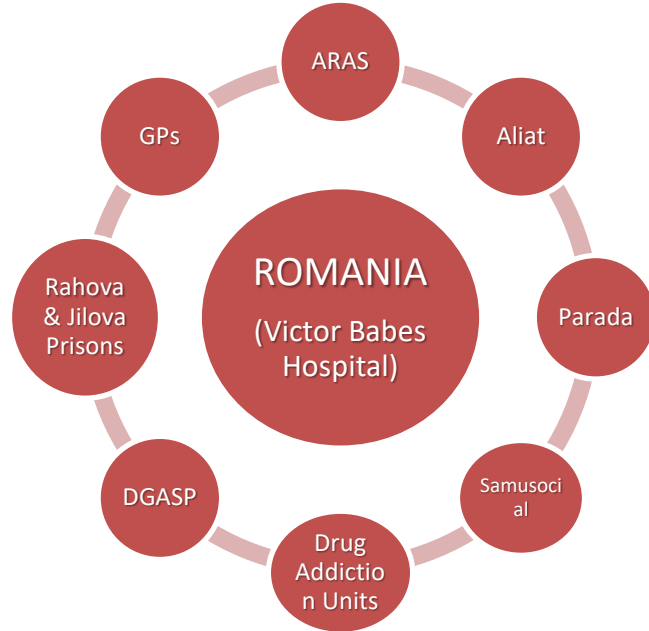 ARAS
GPs
Aliat
ROMANIA
(Victor Babes
Hospital)
Rahova
& Jilova
Prisons
Parada
DGASP
Samusoci
al
Drug
Addictio
n Units